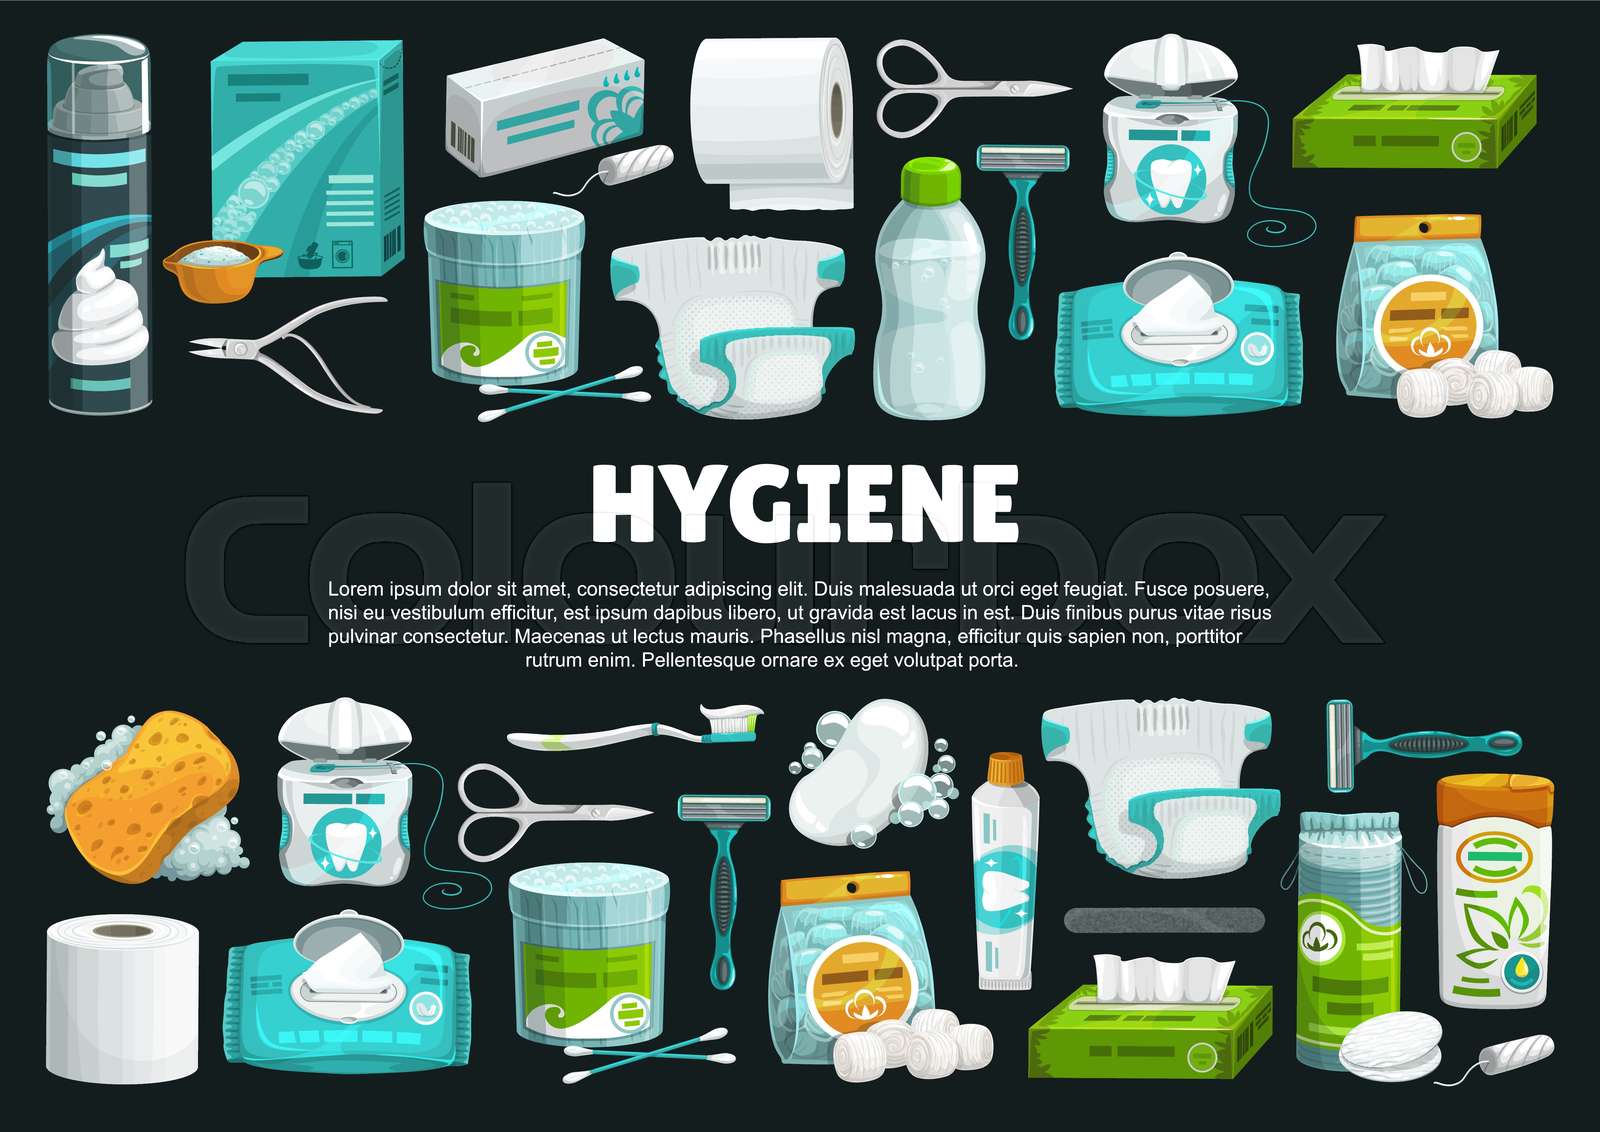 HYGIENE
Colourbox
Lorem ipsum dolor sit amet, consectetur adipiscing elit. Duis malesuada ut orci eget feugiat. Fusce posuere,
nisi eu vestibulum efficitur, est ipsum dapibus libero, ut gravida est lacus in est. Duis finibus purus vitae risus
pulvinar consectetur. Maecenas ut lectus mauris. Phasellus nisl magna, efficitur quis sapien non, porttitor
rutrum enim. Pellentesque ornare ex eget volutpat porta.